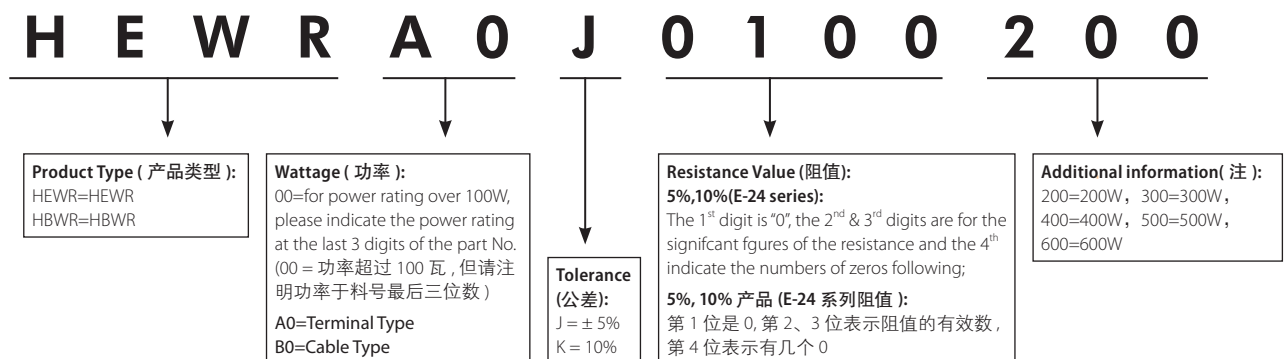 H E W R A 0 J 0 1 0 0 2 0 0
Product Type ( 产品类型 ):
HEWR=HEWR
HBWR=HBWR
Wattage ( 功率 ):
00=for power rating over 100W,
please indicate the power rating
at the last 3 digits of the part No.
(00 = 功率超过 100 瓦 , 但请注
明功率于料号最后三位数 )
A0=Terminal Type
B0=Cable Type
Tolerance
(公差):
J = ± 5%
K = 10%
Resistance Value (阻值):
5%,10%(E-24 series):
The 1st digit is "0", the 2nd & 3rd digits are for the
signifcant fgures of the resistance and the 4th
indicate the numbers of zeros following;
5%, 10% 产品 (E-24 系列阻值 ):
第 1 位是 0, 第 2、3 位表示阻值的有效数 ,
第 4 位表示有几个 0
Additional information( 注 ):
200=200W，300=300W，
400=400W，500=500W，
600=600W